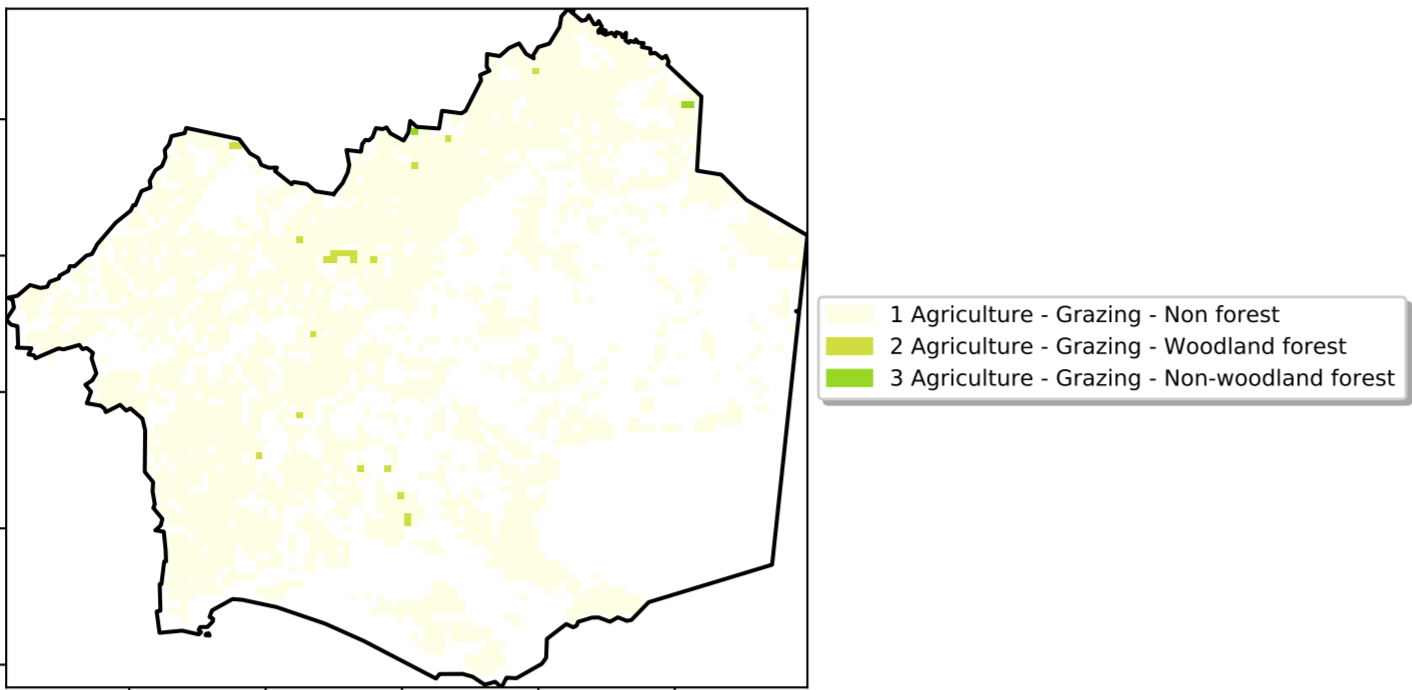 1 Agriculture - Grazing - Non forest
2 Agriculture - Grazing - Woodland forest
3 Agriculture - Grazing - Non-woodland forest